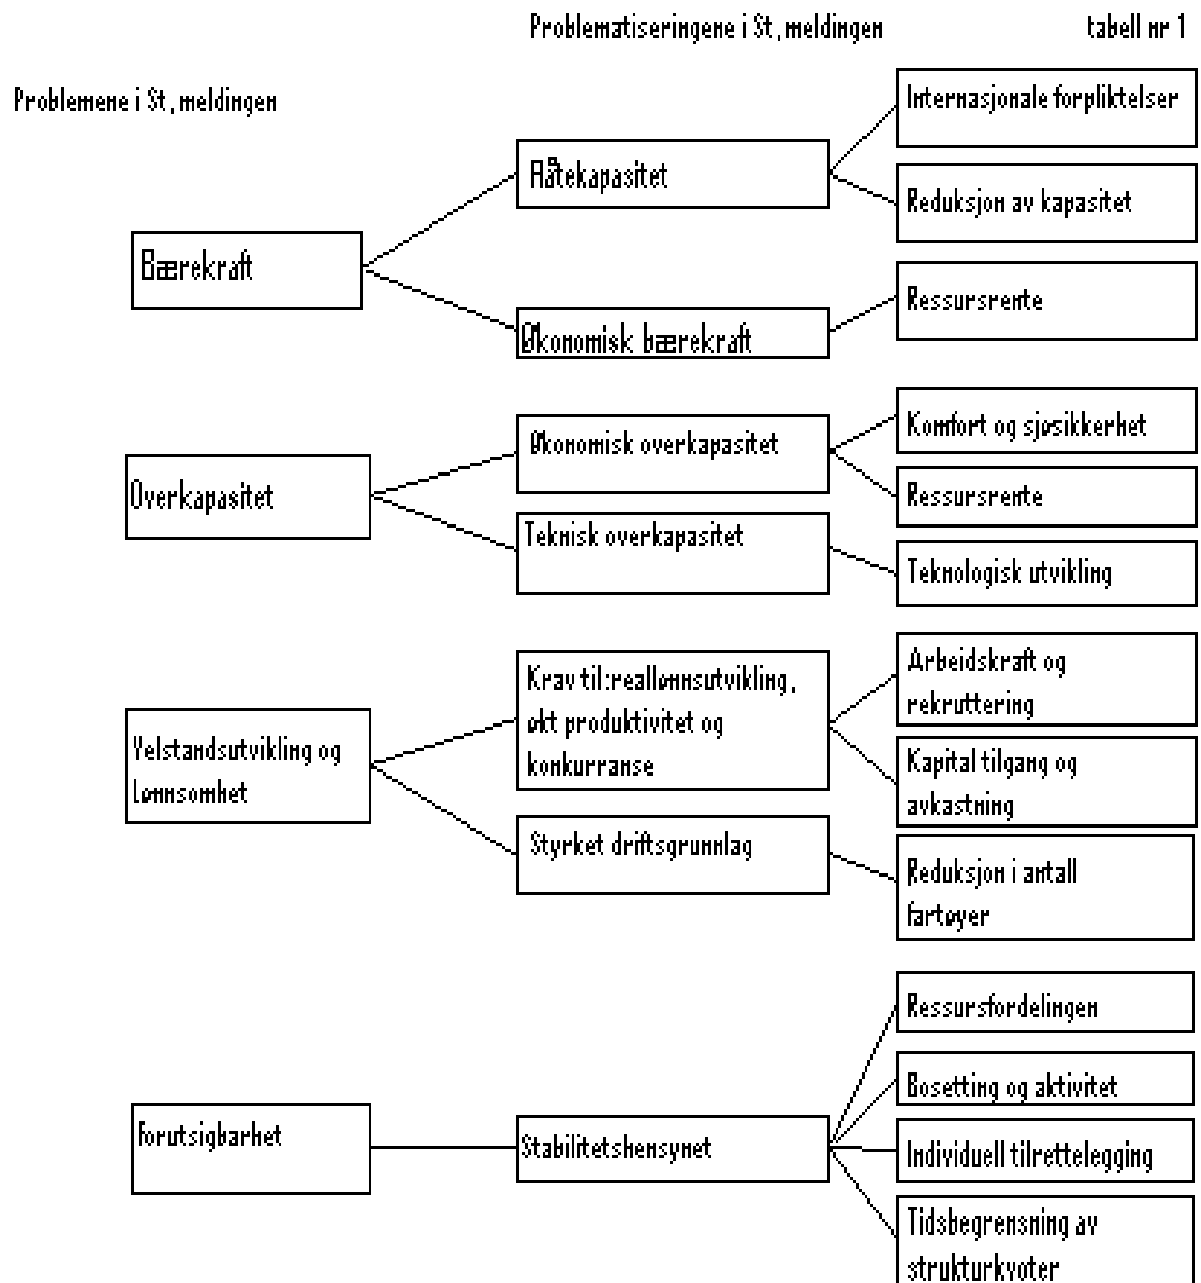 Problematiseringene i St, meldingen
tabell nr 1
Problemene i St, meldingen
Internasjonale forpliktelser
Flåtekapasitet
Reduksjon av kapasitet
Bærekraft
Ressursrente
Økonomisk bærekraft
Komfort og sjøsikkerhet
Økonomisk overkapasitet
Overkapasitet
Ressursrente
Teknisk overkapasitet
Teknologisk utvikling
Krav til:reallønnsutvikling,
økt produktivitet og
konkurranse
Arbeidskraft og
rekruttering
Velstandsutvikling og
Lønnsomhet
Kapital tilgang og
avkastning
Styrket driftsgrunnlag
Reduksjon i antall
fartøyer
Ressursfordelingen
Bosetting og aktivitet
Forutsigbarhet
Stabilitetshensynet
Individuell tilrettelegging
Tidsbegrensning av
strukturkvoter